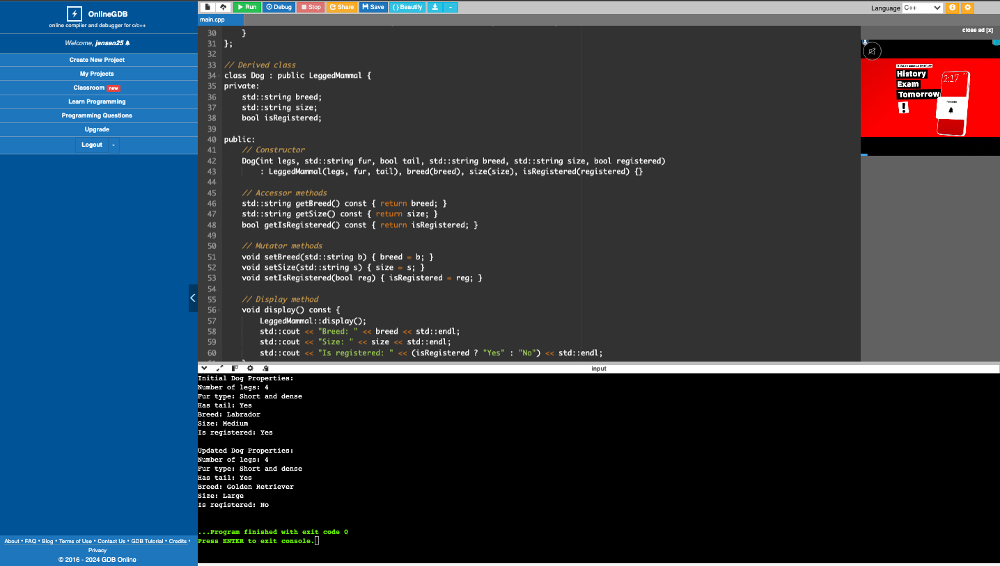 OnlineGDB
online compiler and debugger for c/c++
Welcome, jansan25
Create New Project
My Projects
Classroom new
Learn Programming
Programming Questions
Upgrade
Logout
About • FAQ • Blog • Terms of Use • Contact Us • GDB Tutorial • Credits •
Privacy
© 2016 - 2024 GDB Online
Run Debug Stop Share Save {} Beautify
Language C++
main.cpp
30     }
31 };
32
33 // Derived class
34 class Dog : public LeggedMammal {
35 private:
36     std::string breed;
37     std::string size;
38     bool isRegistered;
39
40 public:
41     // Constructor
42     Dog(int legs, std::string fur, bool tail, std::string breed, std::string size, bool registered)
43         : LeggedMammal(legs, fur, tail), breed(breed), size(size), isRegistered(registered) {}
44
45     // Accessor methods
46     std::string getBreed() const { return breed; }
47     std::string getSize() const { return size; }
48     bool getIsRegistered() const { return isRegistered; }
49
50     // Mutator methods
51     void setBreed(std::string b) { breed = b; }
52     void setSize(std::string s) { size = s; }
53     void setIsRegistered(bool reg) { isRegistered = reg; }
54
55     // Display method
56     void display() const {
57         LeggedMammal::display();
58         std::cout << "Breed: " << breed << std::endl;
59         std::cout << "Size: " << size << std::endl;
60         std::cout << "Is registered: " << (isRegistered ? "Yes" : "No") << std::endl;
close ad [x]
History
Exam
Tomorrow
!
2:17
input
Initial Dog Properties:
Number of legs: 4
Fur type: Short and dense
Has tail: Yes
Breed: Labrador
Size: Medium
Is registered: Yes
Updated Dog Properties:
Number of legs: 4
Fur type: Short and dense
Has tail: Yes
Breed: Golden Retriever
Size: Large
Is registered: No
...Program finished with exit code 0
Press ENTER to exit console.